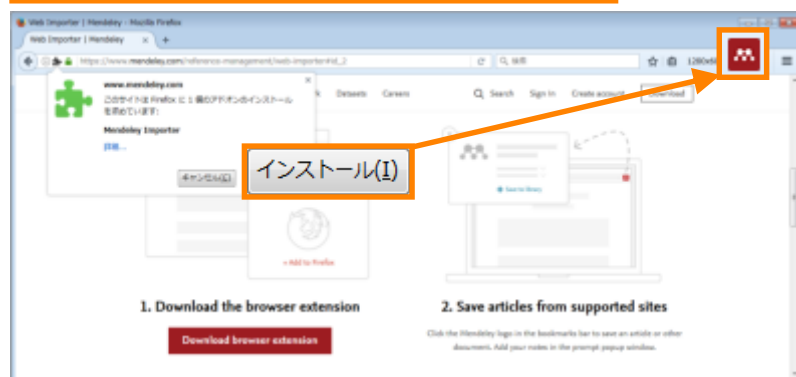 Web Importer | Mendeley - Mozilla Firefox
Web Importer | Mendeley × +
https://www.mendeley.com/reference-management/web-importer#id_2
検索
www.mendeley.com ×
このサイトは Firefox に 1 個のアドオンのインストール
を求めています:
Mendeley Importer
詳細...
キャンセル(C)
インストール(I)
Datasets Careers Search Sign In Create account Download
Save to library
+ Add to Firefox
1. Download the browser extension
Download browser extension
2. Save articles from supported sites
Click the Mendeley logo in the bookmarks bar to save an article or other
document. Add your notes in the prompt popup window.